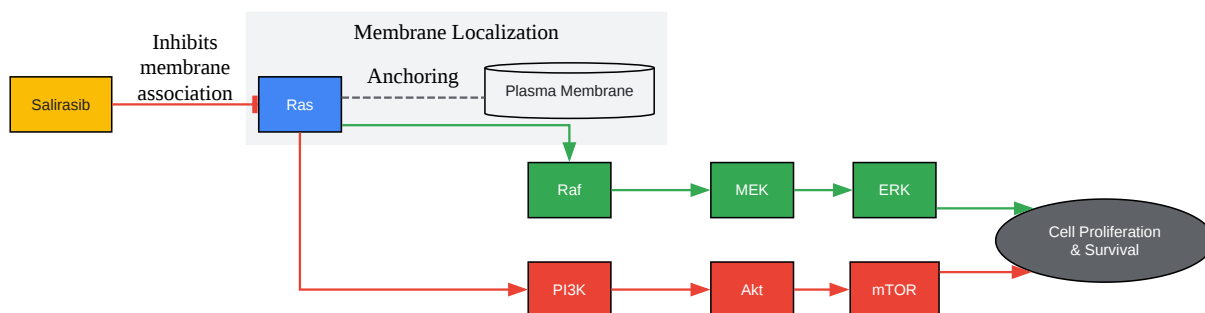 Inhibits
membrane
association
Membrane Localization
Anchoring
Salirasib
Ras
Plasma Membrane
Raf
MEK
ERK
Cell Proliferation
& Survival
PI3K
Akt
mTOR